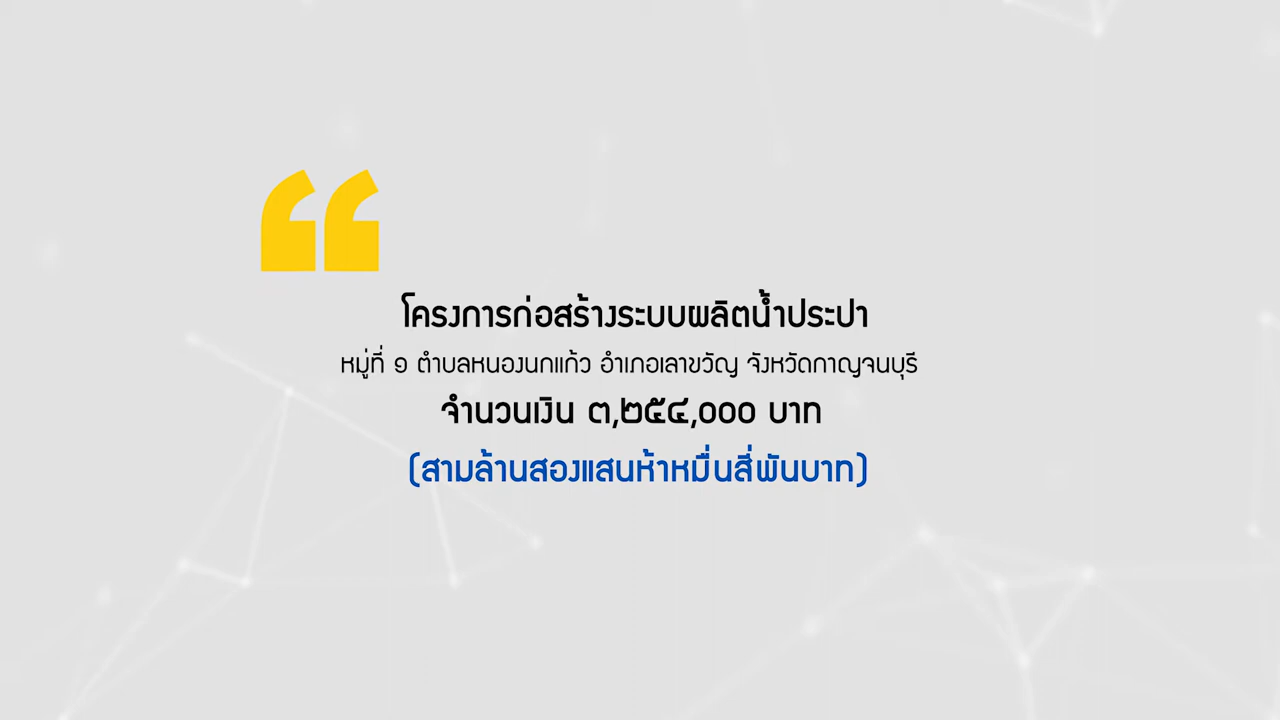 “
โครงการก่อสร้างระบบผลิตน้ำประปา
หมู่ที่ ๑ ตำบลหนองนกแก้ว อำเภอเลาขวัญ จังหวัดกาญจนบุรี
จำนวนเงิน ๓,๒๕๔,๐๐๐ บาท
(สามล้านสองแสนห้าหมื่นสี่พันบาท)